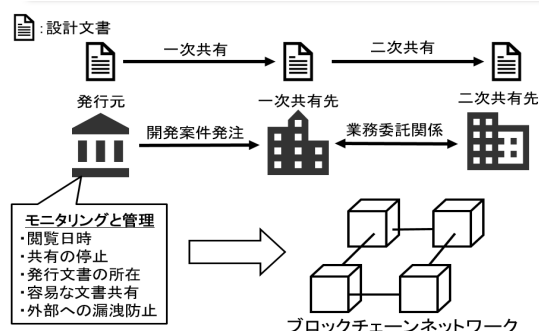 ：設計文書
一次共有
二次共有
発行元
一次共有先
二次共有先
開発案件発注
業務委託関係
モニタリングと管理
・閲覧日時
・共有の停止
・発行文書の所在
・容易な文書共有
・外部への漏洩防止
ブロックチェーンネットワーク